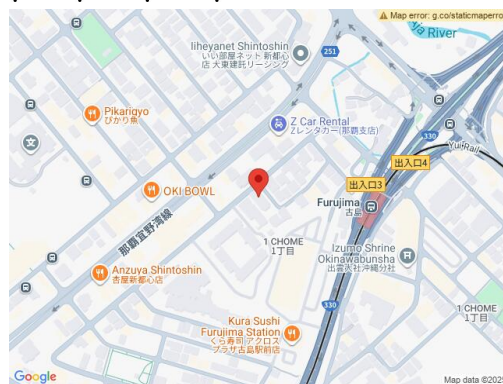 Map error: g.co/staticmaperro
Iiheyanet Shintoshin
いい部屋ネット 新都心
店 大東建託リーシング
251
Aja River
Pikarigyo
ぴかり魚
Z Car Rental
Zレンタカー(那覇支店)
330
Yui Rail
出入口4
出入口3
OKI BOWL
Furujima
古島
那覇宜野湾線
1 CHOME
1丁目
Izumo Shrine
Okinawabunsha
出雲大社沖縄分社
Anzuya Shintoshin
杏屋新都心店
330
1 CHOME
1丁目
Kura Sushi
Furujima Station
くら寿司 アクロス
プラザ古島駅前店
Google
Map data ©202